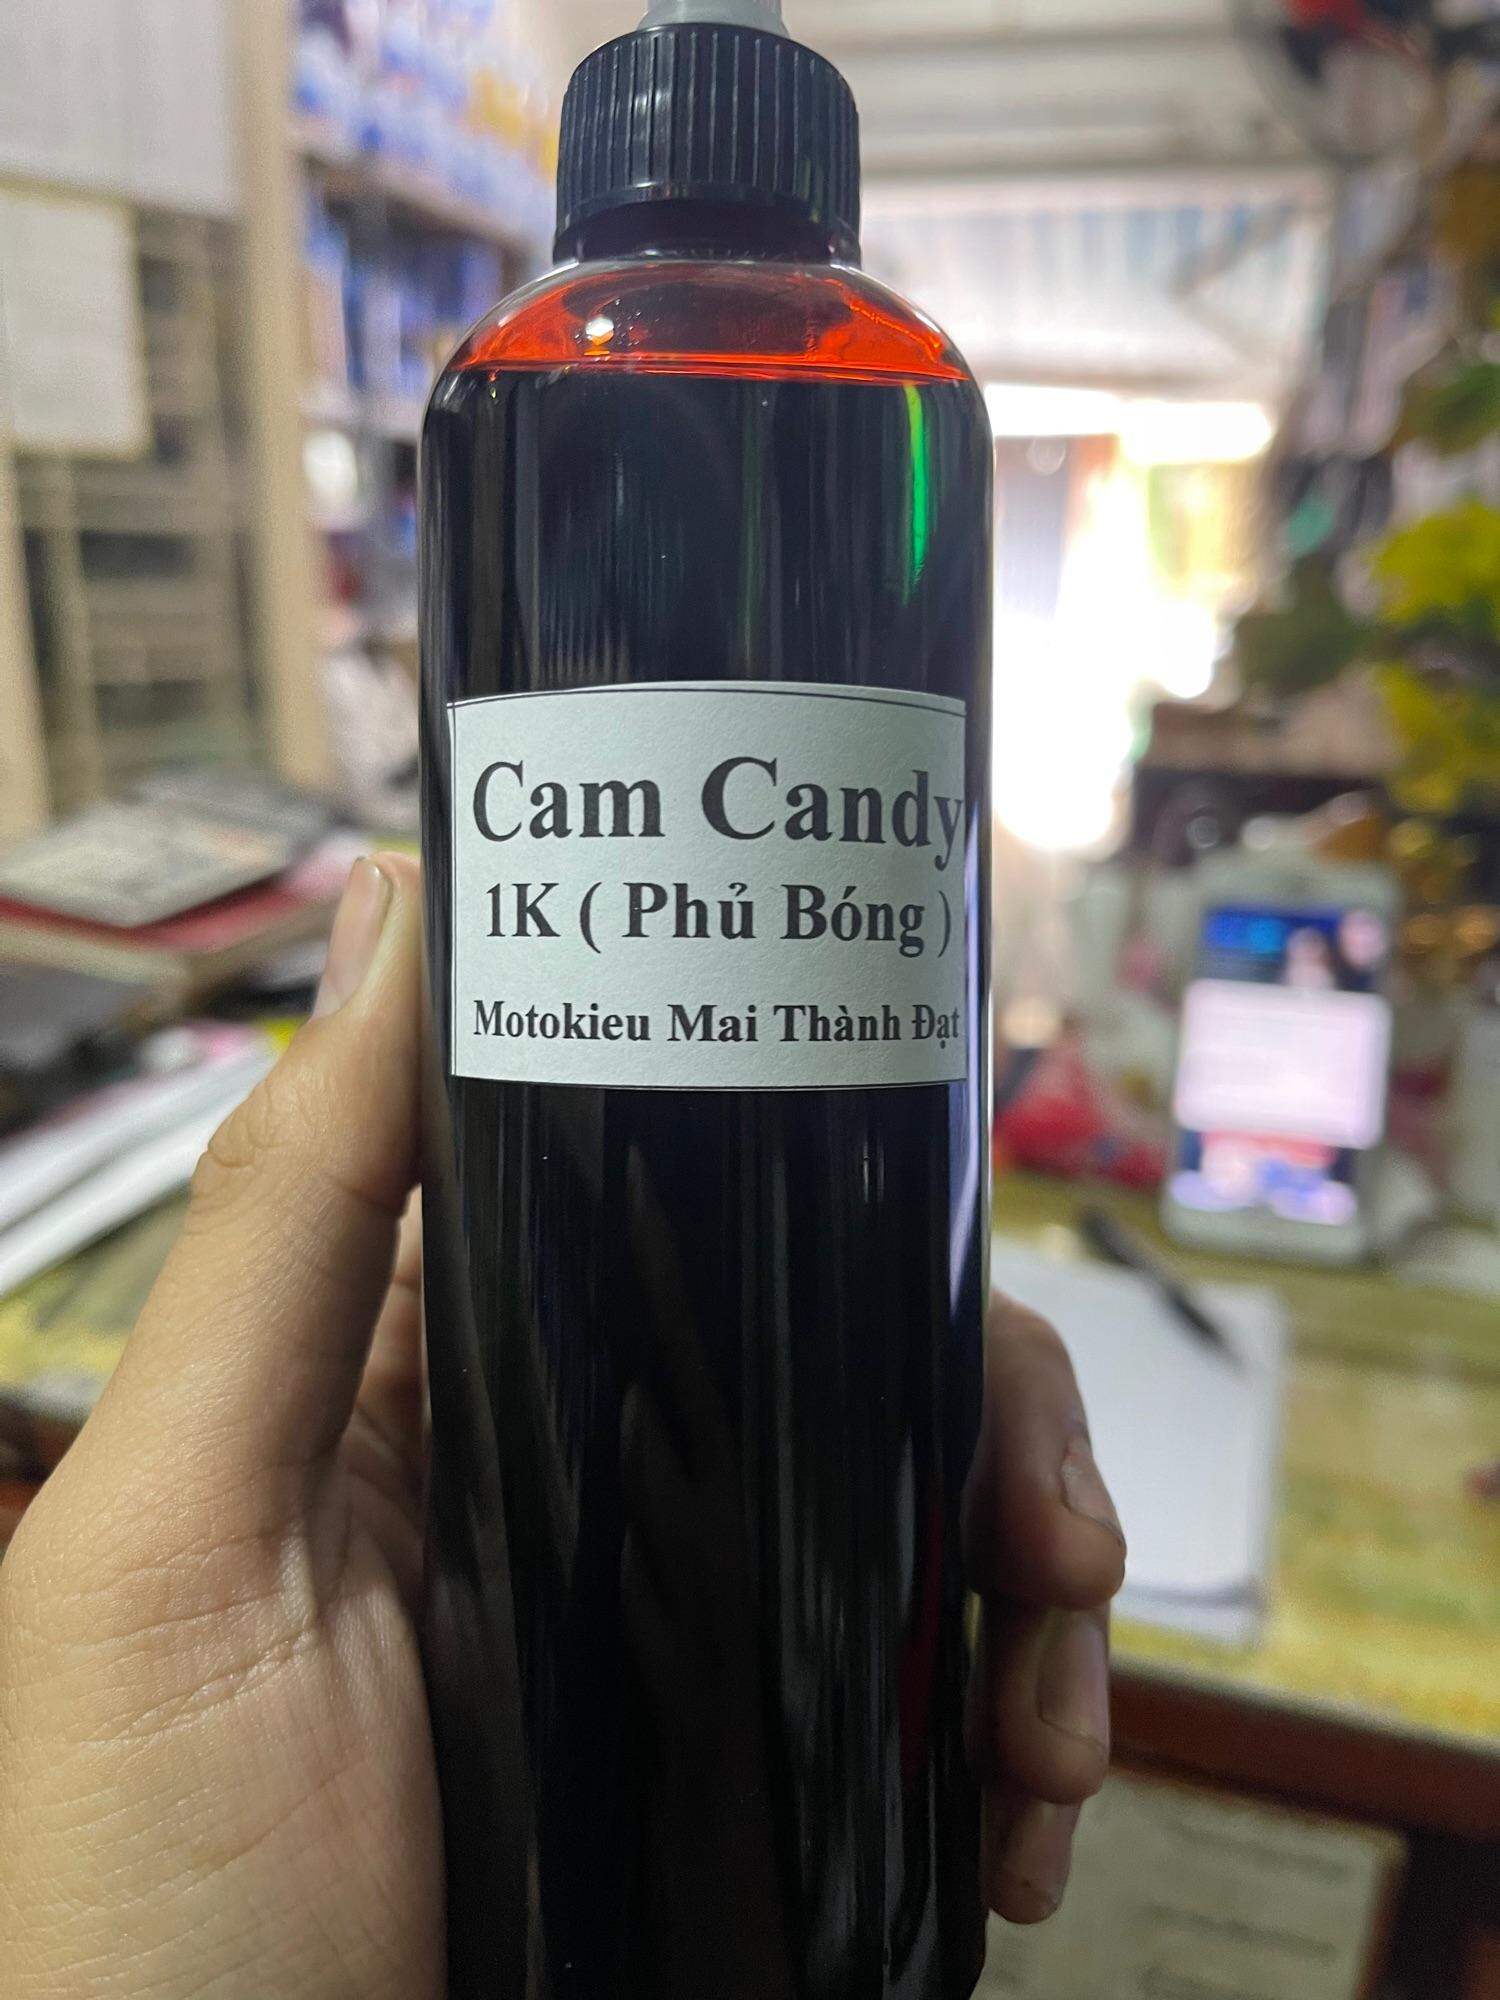 Cam Candy
1K ( Phủ Bóng )
Motokieu Mai Thành Đạt